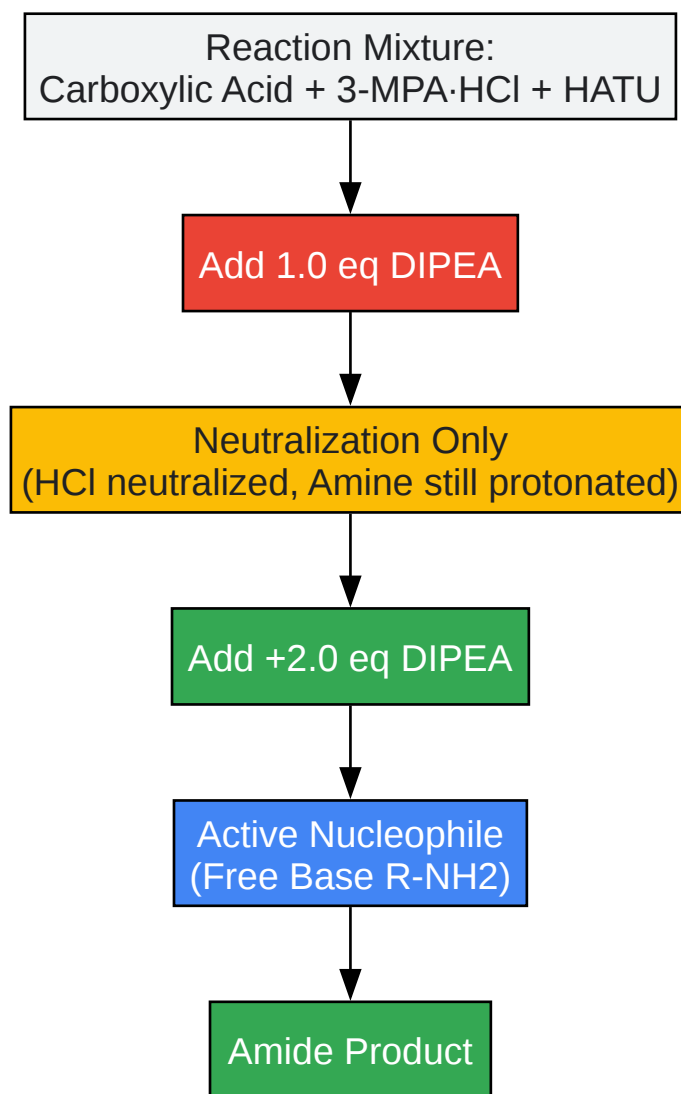 Reaction Mixture:
Carboxylic Acid + 3-MPA·HCl + HATU
Add 1.0 eq DIPEA
Neutralization Only
(HCl neutralized, Amine still protonated)
Add +2.0 eq DIPEA
Active Nucleophile
(Free Base R-NH2)
Amide Product